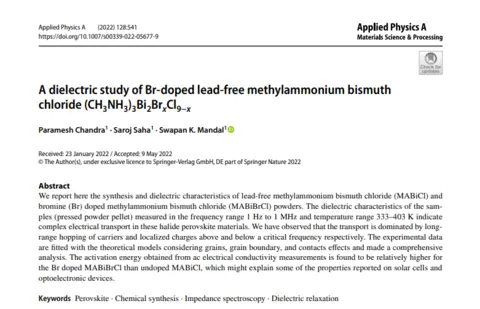 Applied Physics A (2022) 128:541
https://doi.org/10.1007/s00339-022-05677-9
Applied Physics A
Materials Science & Processing
Check for updates
A dielectric study of Br-doped lead-free methylammonium bismuth
chloride (CH3NH3)3Bi2BrxCl9−x
Paramesh Chandra1 · Saroj Saha1 · Swapan K. Mandal1
Received: 23 January 2022 / Accepted: 9 May 2022
© The Author(s), under exclusive licence to Springer-Verlag GmbH, DE part of Springer Nature 2022
Abstract
We report here the synthesis and dielectric characteristics of lead-free methylammonium bismuth chloride (MABiCl) and
bromine (Br) doped methylammonium bismuth chloride (MABiBrCl) powders. The dielectric characteristics of the sam-
ples (pressed powder pellet) measured in the frequency range 1 Hz to 1 MHz and temperature range 333–403 K indicate
complex electrical transport in these halide perovskite materials. We have observed that the transport is dominated by long-
range hopping of carriers and localized charges above and below a critical frequency respectively. The experimental data
are fitted with the theoretical models considering grains, grain boundary, and contacts effects and made a comprehensive
analysis. The activation energy obtained from ac electrical conductivity measurements is found to be relatively higher for
the Br doped MABiBrCl than undoped MABiCl, which might explain some of the properties reported on solar cells and
optoelectronic devices.
Keywords Perovskite · Chemical synthesis · Impedance spectroscopy · Dielectric relaxation